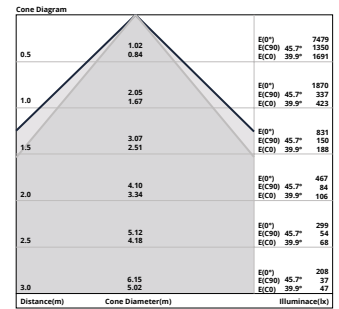 Cone Diagram
1.02
0.84
0.5
E(0°) 7479
E(C90) 45.7° 1350
E(C0) 39.9° 1691
2.05
1.67
1.0
E(0°) 1870
E(C90) 45.7° 337
E(C0) 39.9° 423
3.07
2.51
1.5
E(0°) 831
E(C90) 45.7° 150
E(C0) 39.9° 188
4.10
3.34
2.0
E(0°) 467
E(C90) 45.7° 84
E(C0) 39.9° 106
5.12
4.18
2.5
E(0°) 299
E(C90) 45.7° 54
E(C0) 39.9° 68
6.15
5.02
3.0
E(0°) 208
E(C90) 45.7° 37
E(C0) 39.9° 47
Distance(m) Cone Diameter(m) Illuminace(lx)